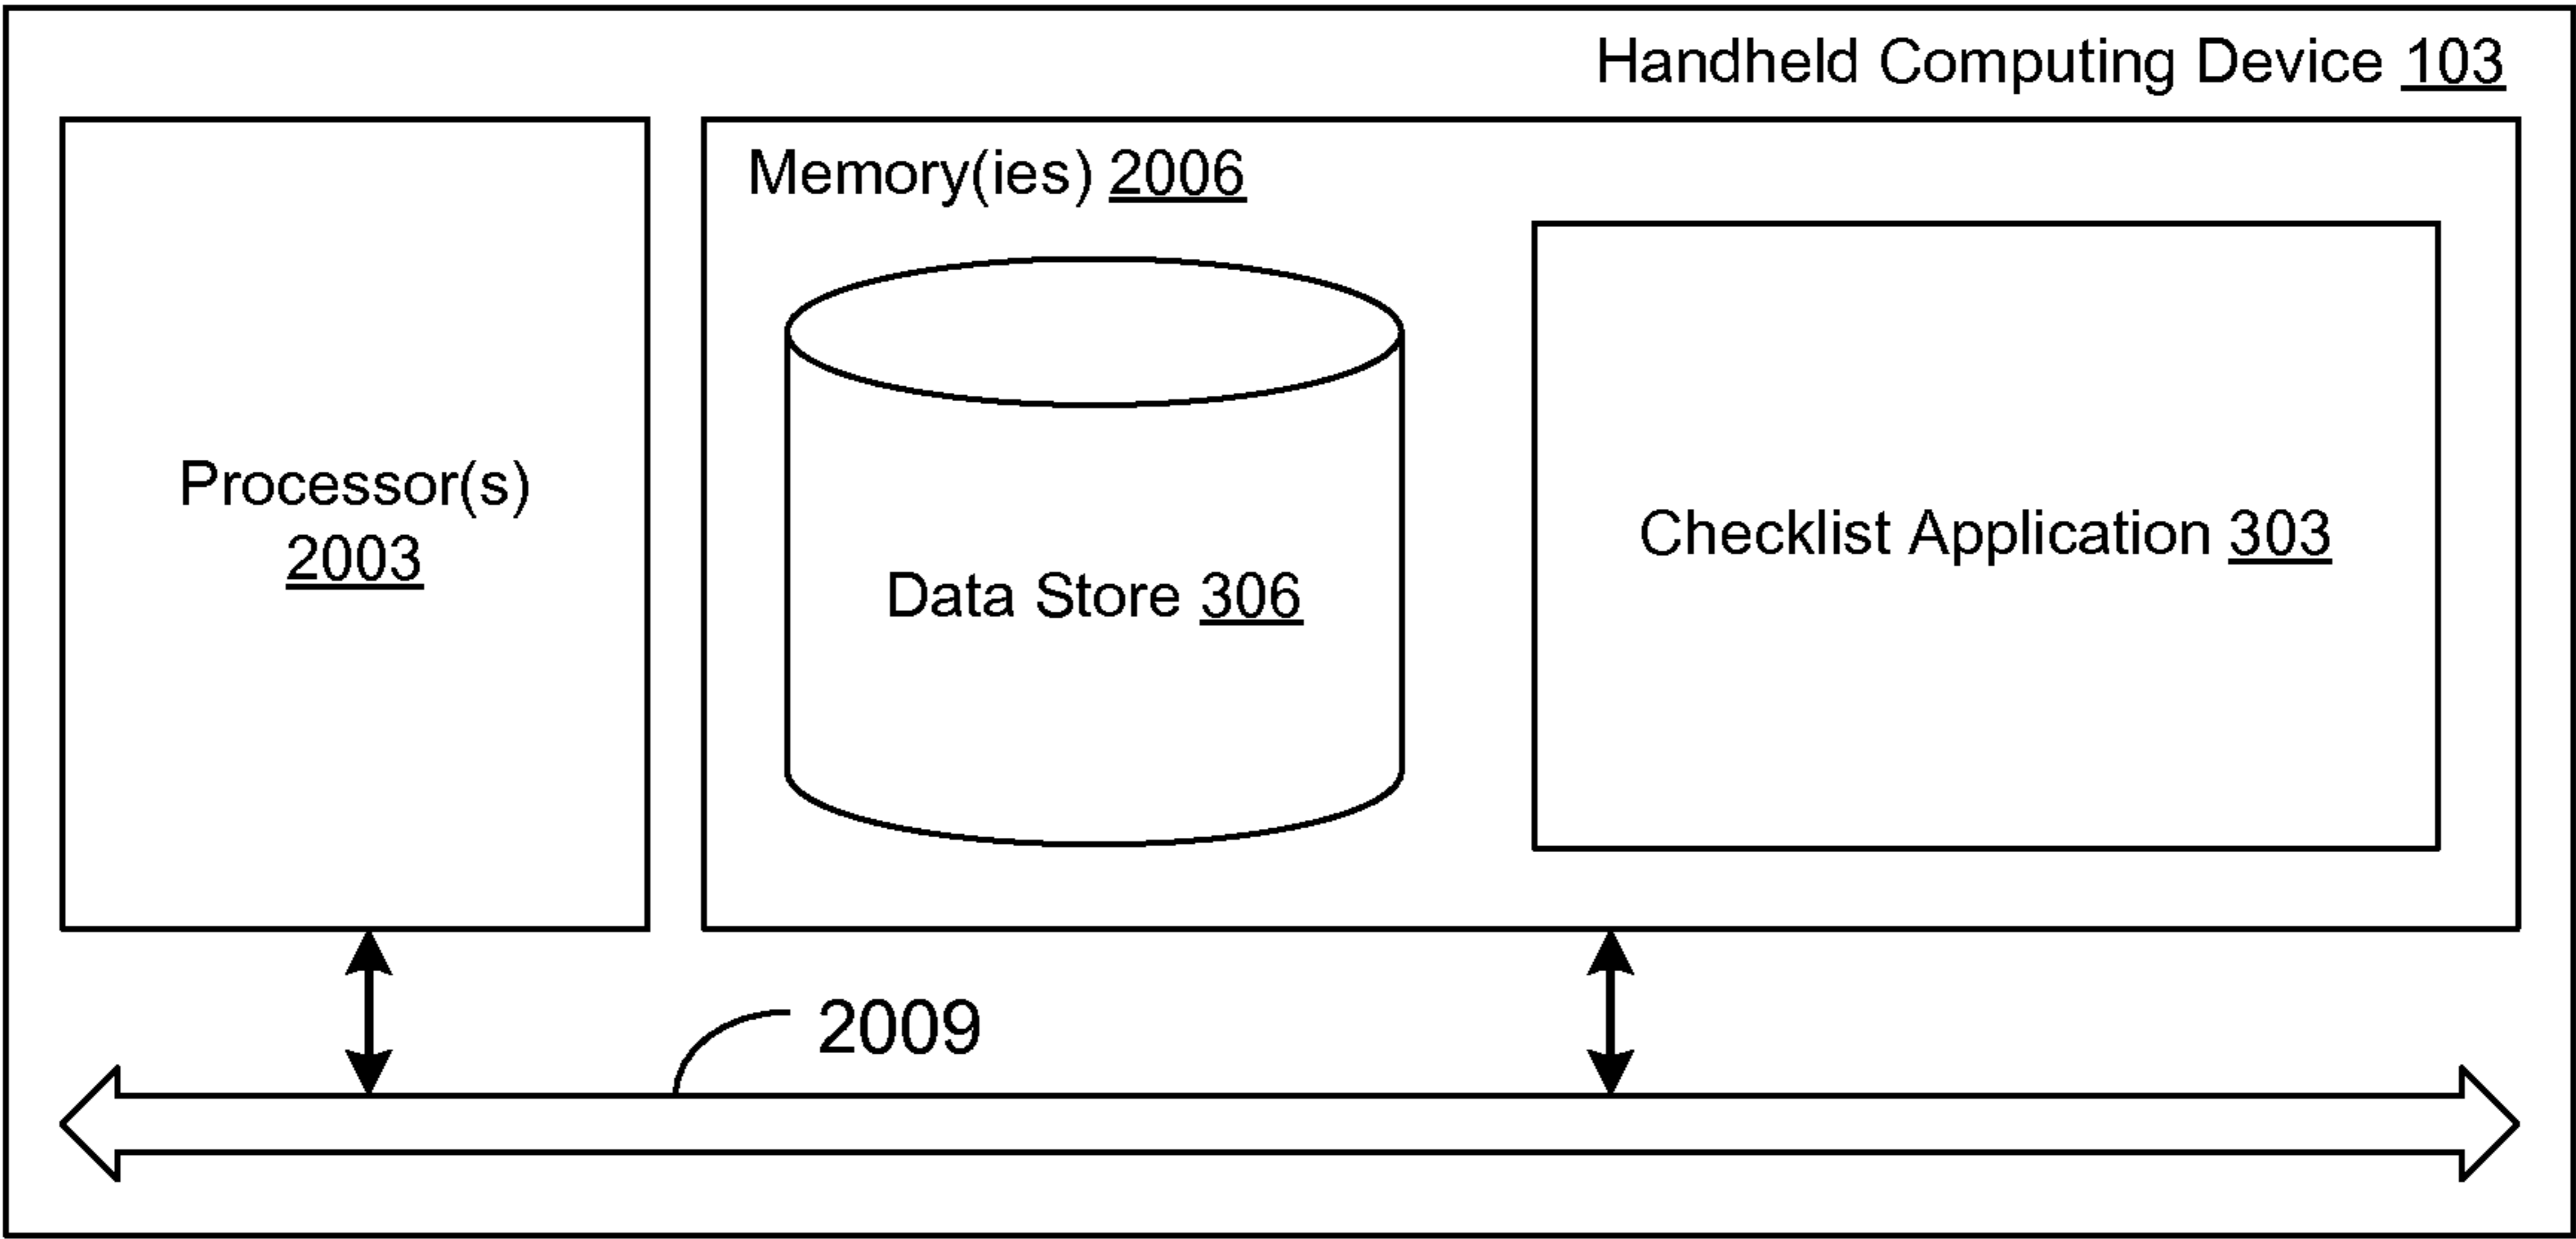 Handheld Computing Device 103
Memory(ies) 2006
Processor(s)
2003
Data Store 306
Checklist Application 303
2009